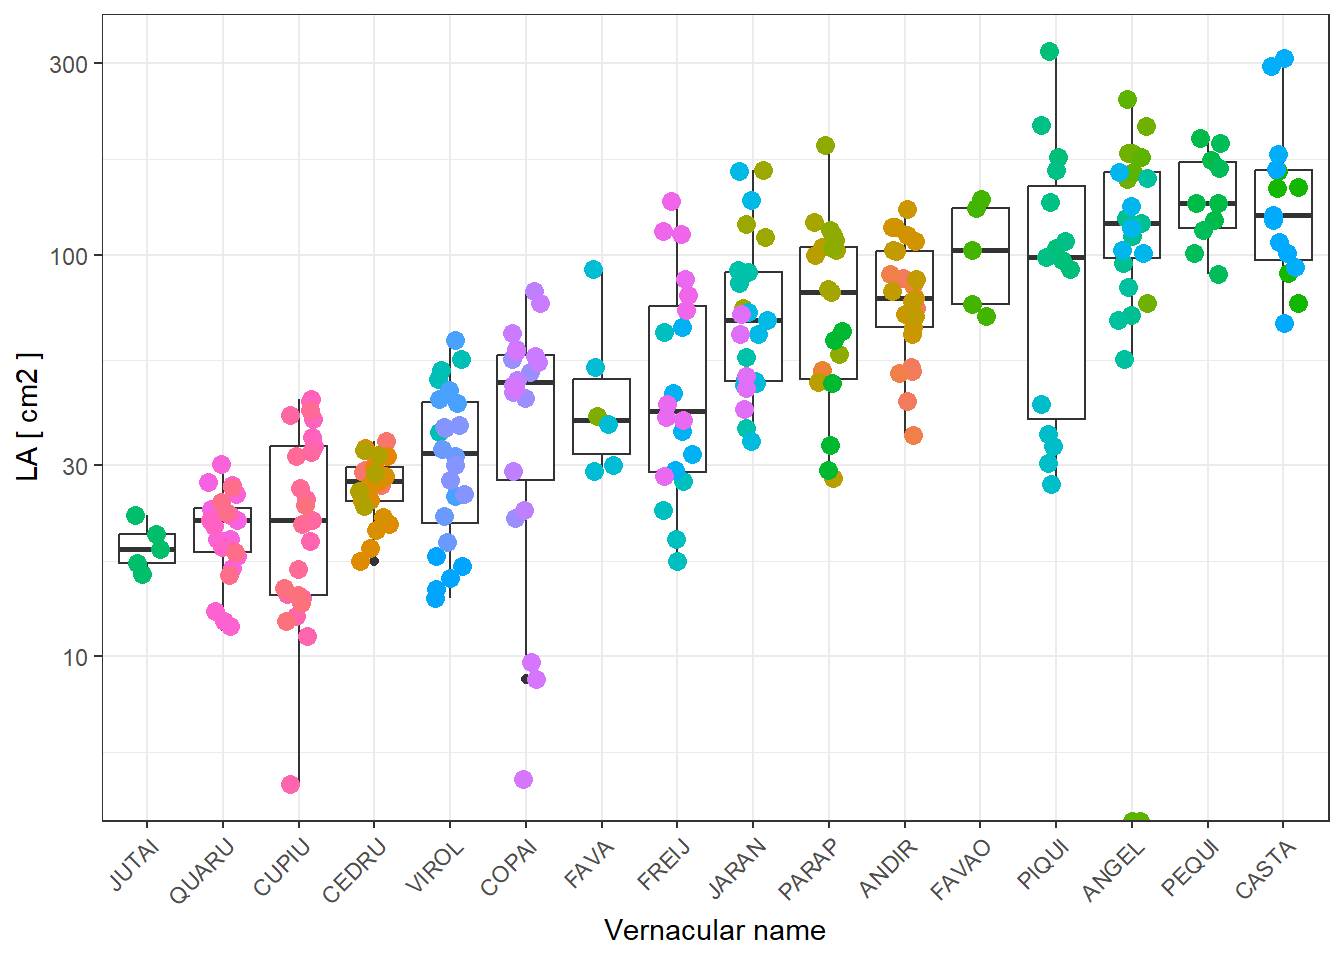 LA [ cm2 ]
300
100
30
10
JUTAI
QUARU
CUPIU
CEDRU
VIROL
COPAI
FAVA
FREIJ
JARAN
PARAP
ANDIR
FAVAO
PIQUI
ANGEL
PEQUI
CASTA
Vernacular name